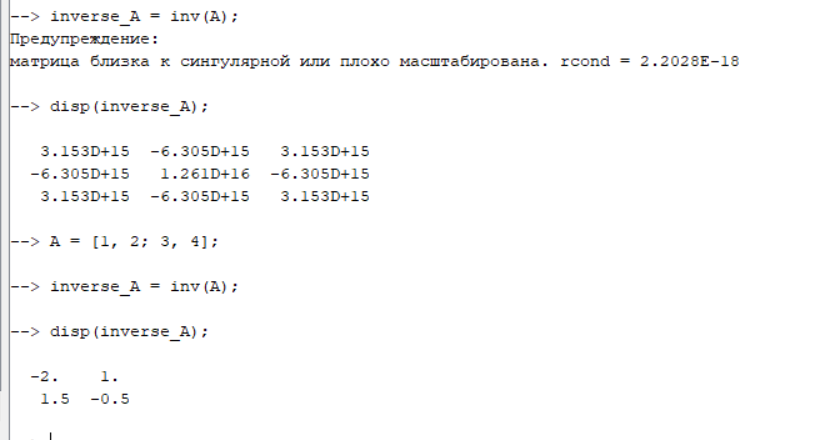 --> inverse_A = inv(A);
Предупреждение:
матрица близка к сингулярной или плохо масштабирована. rcond = 2.2028E-18
--> disp(inverse_A);
3.153D+15 -6.305D+15 3.153D+15
-6.305D+15 1.261D+16 -6.305D+15
3.153D+15 -6.305D+15 3.153D+15
--> A = [1, 2; 3, 4];
--> inverse_A = inv(A);
--> disp(inverse_A);
-2. 1.
1.5 -0.5